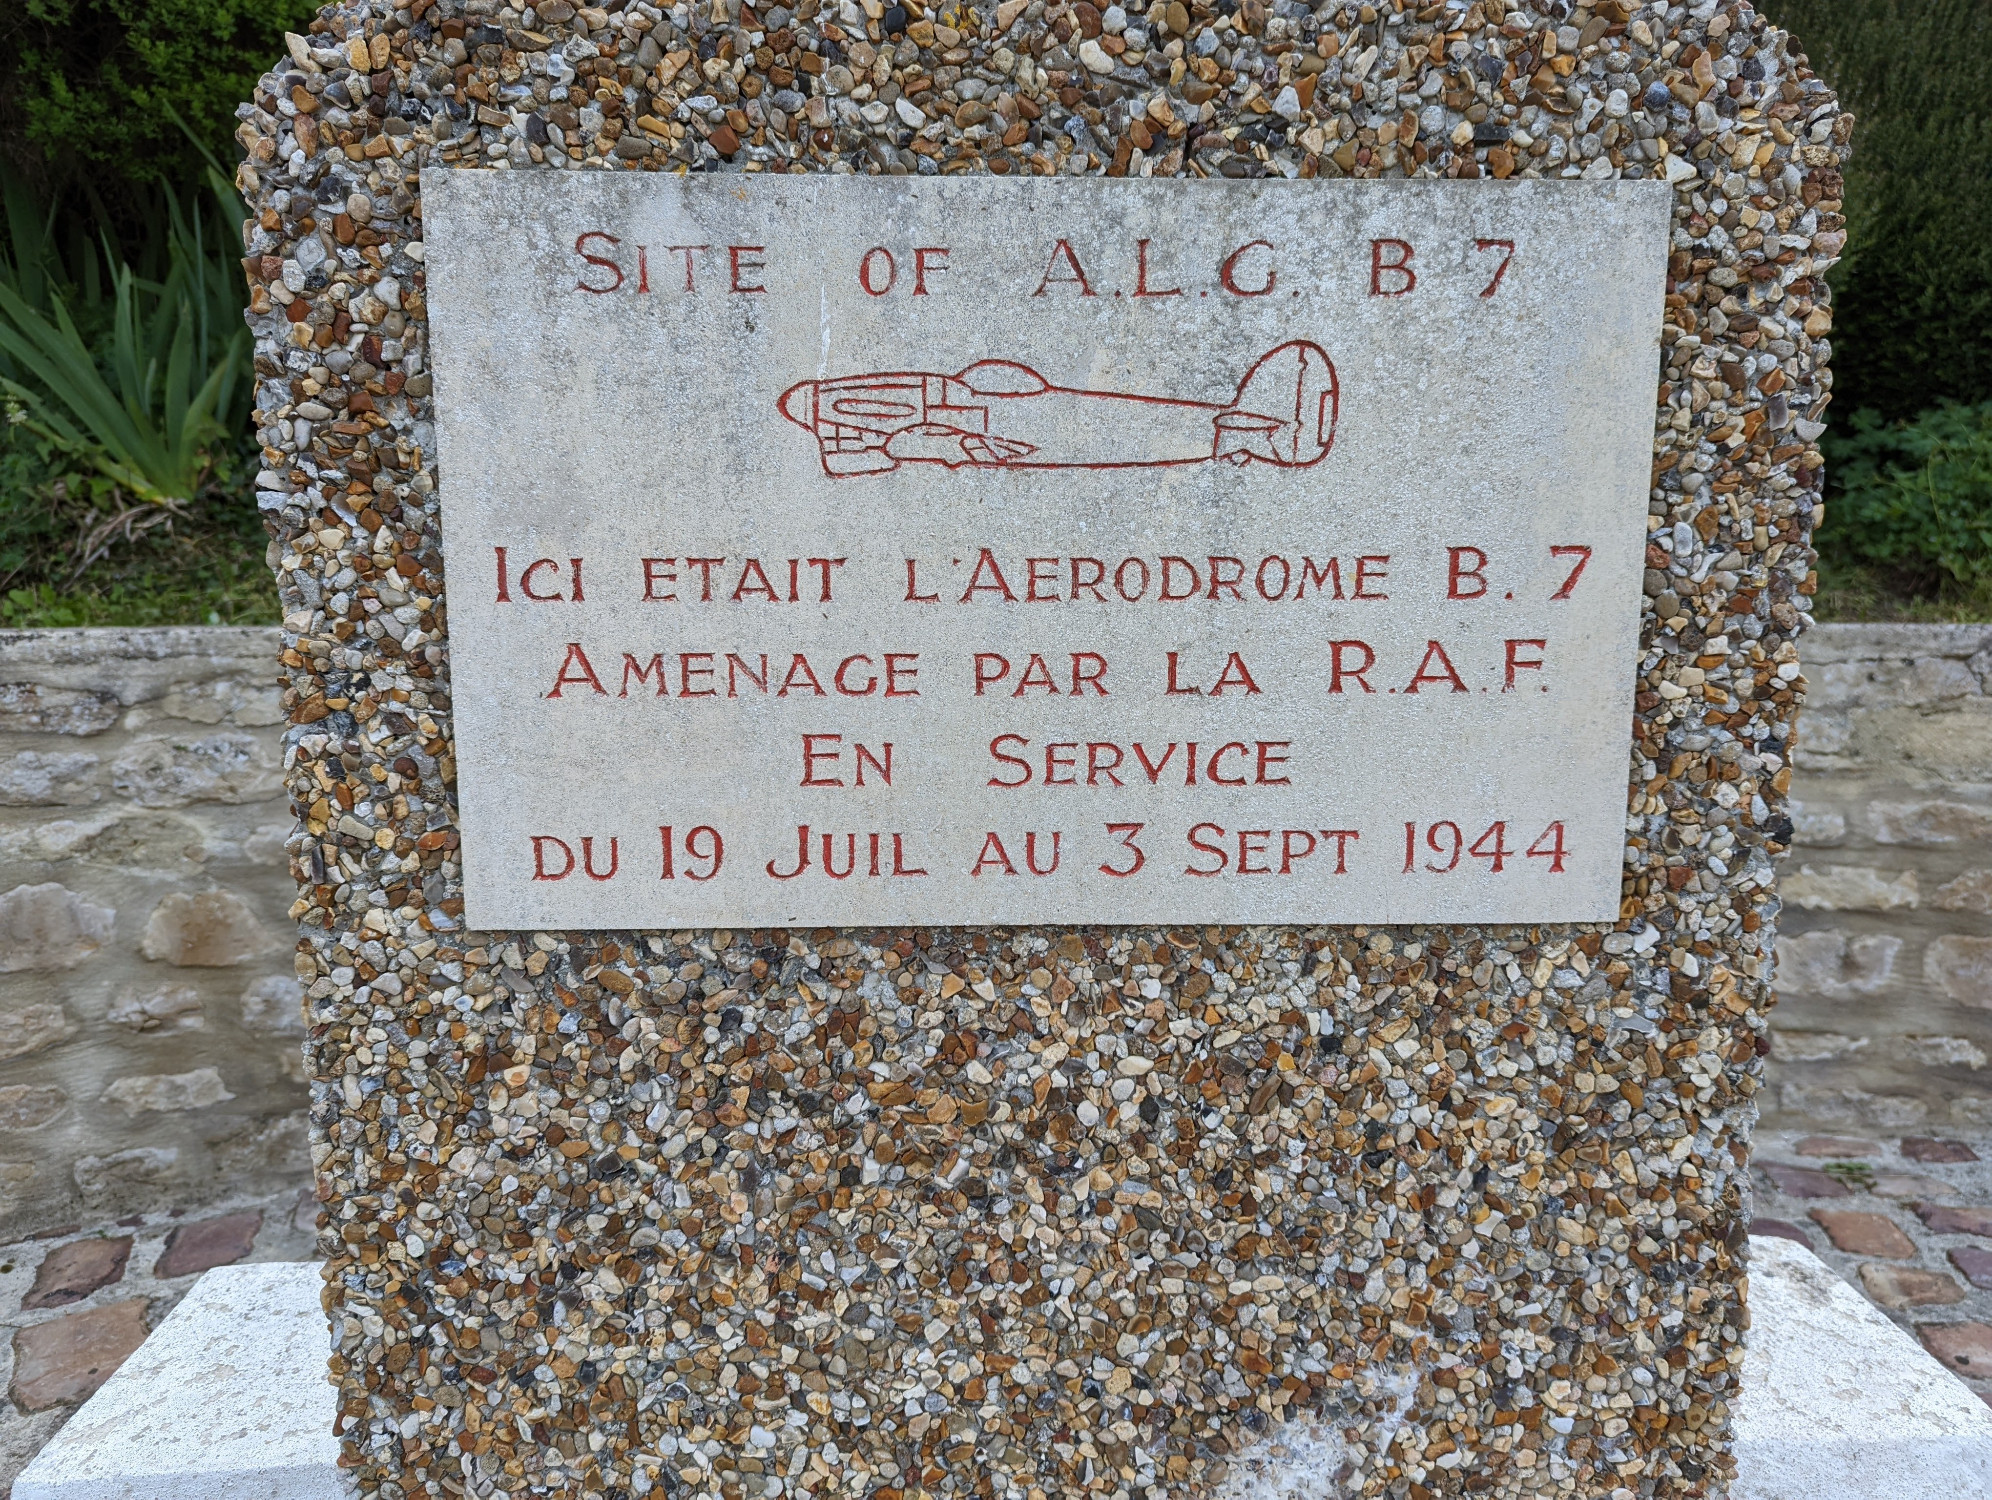 SITE OF A.L.G. B 7
ICI ETAIT L'AERODROME B. 7
AMENAGE PAR LA R.A.F.
EN SERVICE
DU 19 JUIL AU 3 SEPT 1944